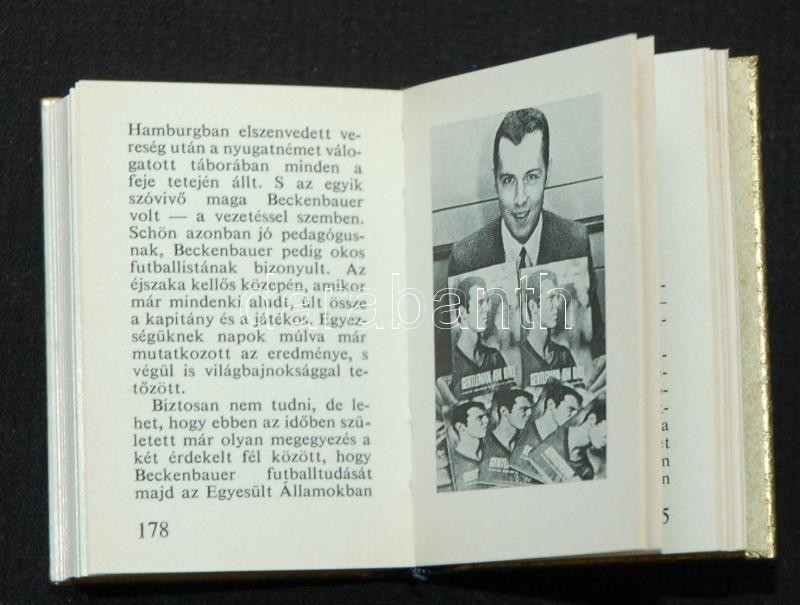 Hamburgban elszenvedett ve-
reség után a nyugatnémet válo-
gatott táborában minden a
feje tetején állt. S az egyik
szóvivő maga Beckenbauer
volt — a vezetéssel szemben.
Schön azonban jó pedagógus-
nak, Beckenbauer pedig okos
futballistának bizonyult. Az
éjszaka kellős közepén, amikor
már mindenki aludt, ült össze
a kapitány és a játékos. Egyez-
ségüknek napok múlva már
mutatkozott az eredménye, s
végül is világbajnoksággal te-
tőzött.
Biztosan nem tudni, de le-
het, hogy ebben az időben szü-
letett már olyan megegyezés a
két érdekelt fél között, hogy
Beckenbauer futballtudását
majd az Egyesült Államokban
178
GENTLEMAN AM BALL
GENTLEMAN AM BALL
darabanth